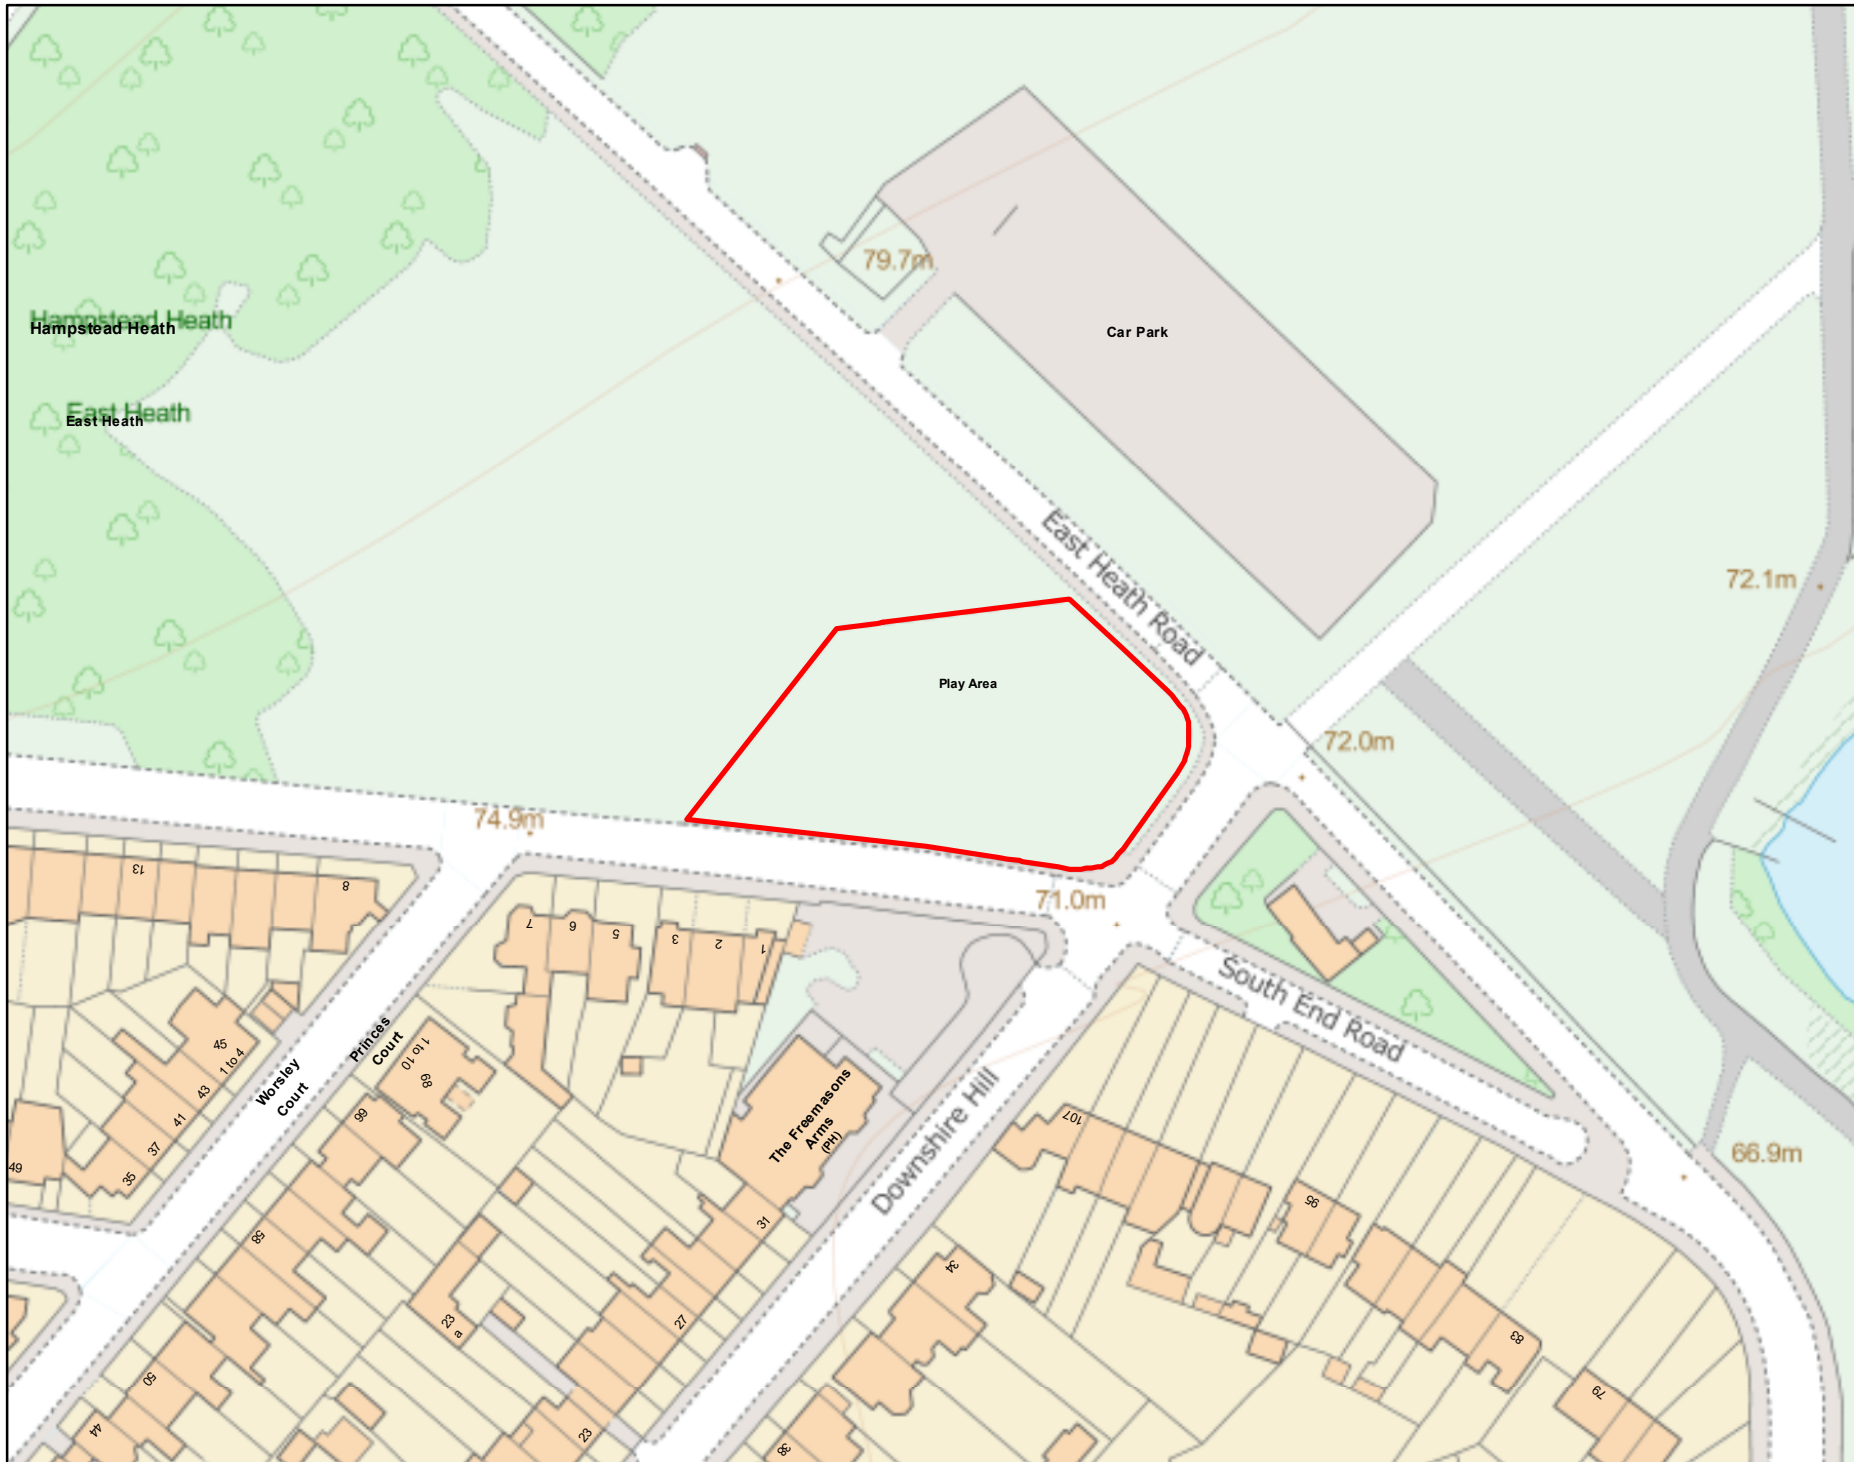 79.7m
Hampstead Heath
Hampstead Heath
Car Park
East Heath
East Heath
East Heath Road
72.1m
Play Area
72.0m
74.9m
71.0m
13
8
7
6
5
3
2
1
South End Road
45
1 to 4
43
41
37
35
49
Worsley
Court
Princes
Court
1 to 10
68
66
The Freemasons
Arms
(PH)
Downshire Hill
107
95
66.9m
58
31
34
23
a
27
83
50
79
44
23
38